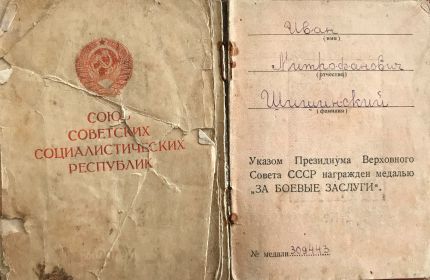 СОЮЗ
СОВЕТСКИХ
СОЦИАЛИСТИЧЕСКИХ
РЕСПУБЛИК
Иван
(имя)
Митрофанович
(отчество)
Шишинский
(фамилия)
Указом Президиума Верховного
Совета СССР награжден медалью
„ЗА БОЕВЫЕ ЗАСЛУГИ".
№ медали 309443